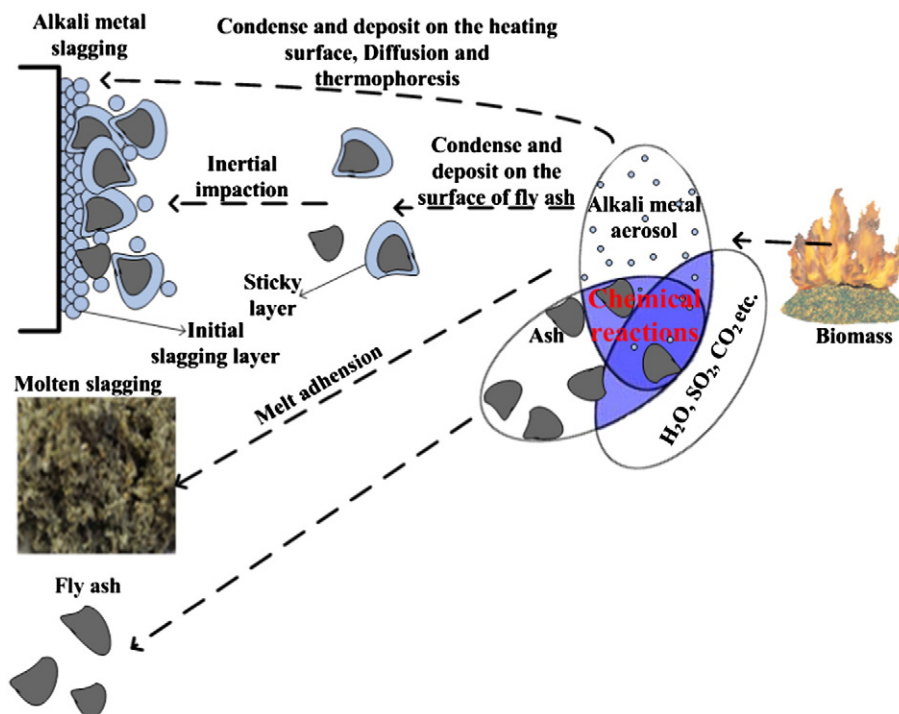 Alkali metal
slagging
Condense and deposit on the heating
surface, Diffusion and
thermophoresis
Inertial
impaction
Condense and
deposit on the
surface of fly ash
Alkali metal
aerosol
Sticky
layer
Initial
slagging layer
Chemical
reactions
Ash
H₂O, SO₂, CO₂ etc.
Biomass
Molten slagging
Melt adhension
Fly ash